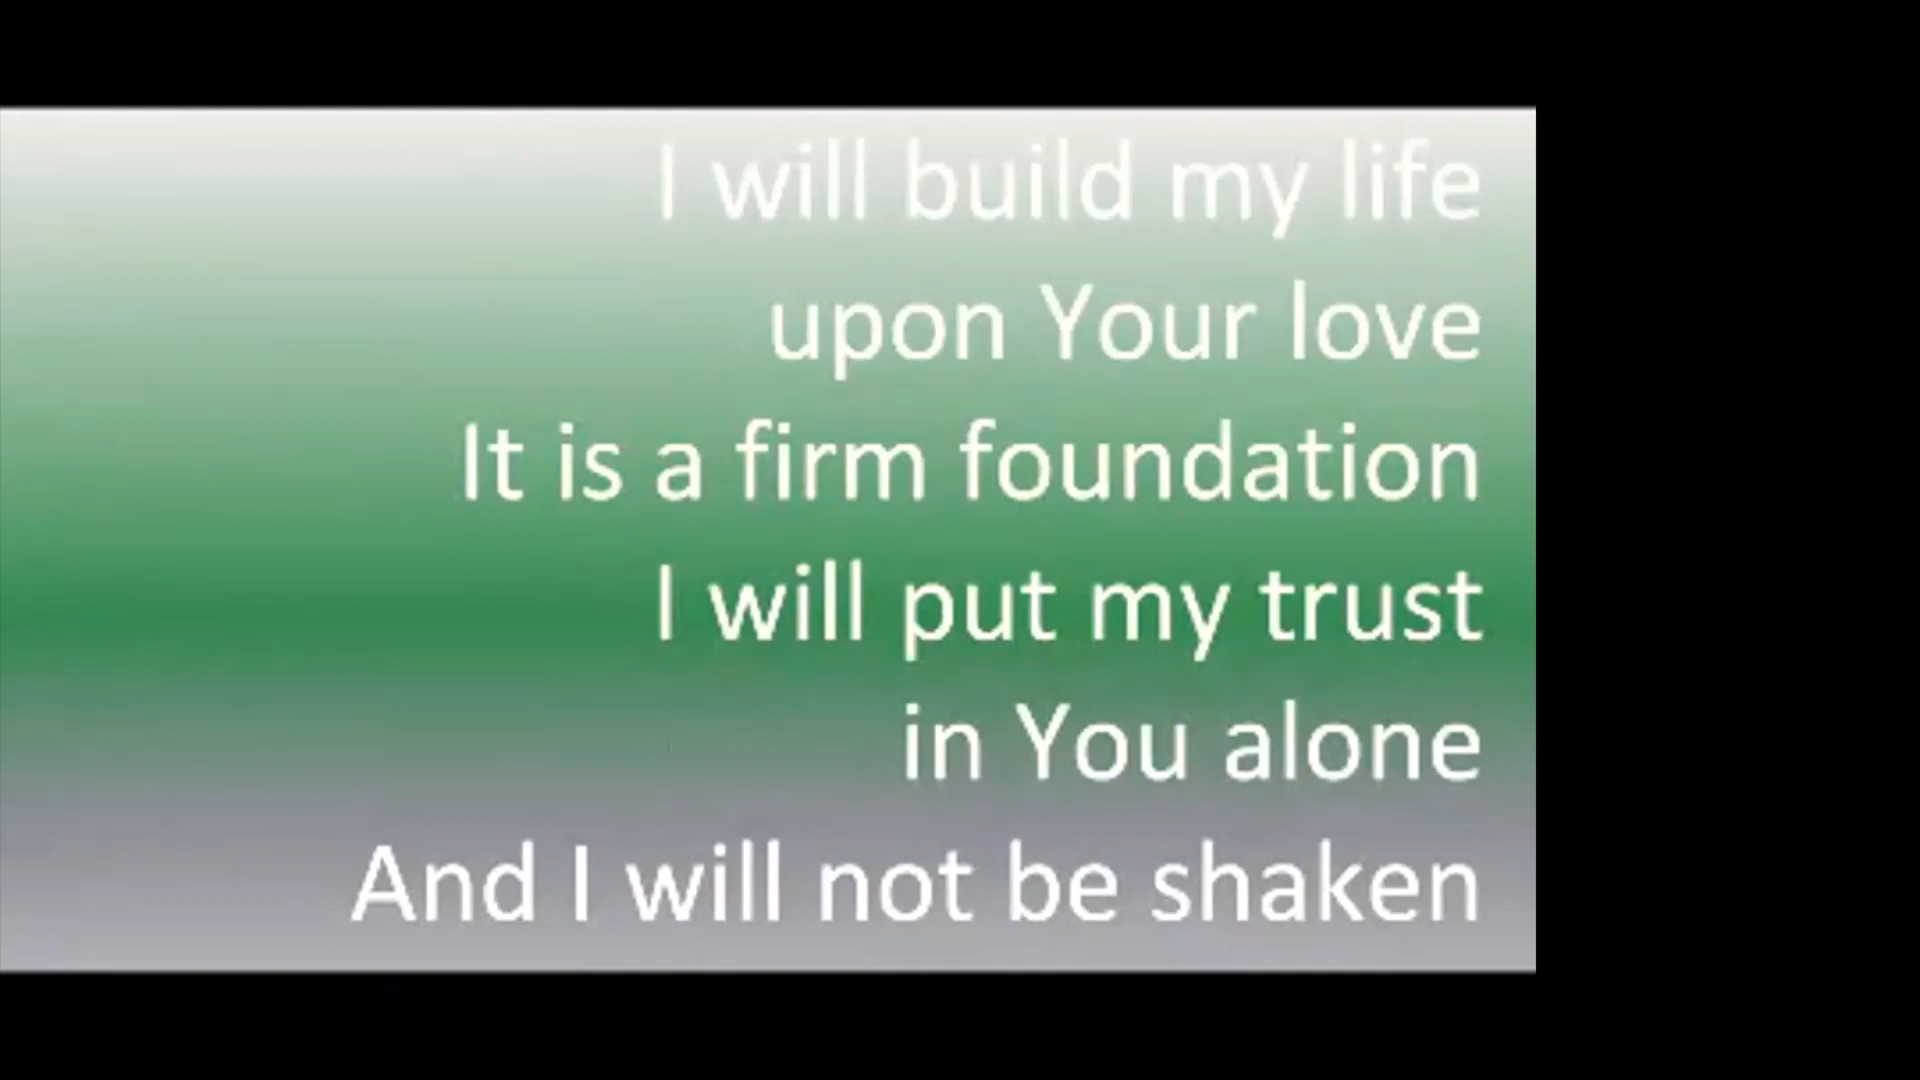 I will build my life
upon Your love
It is a firm foundation
I will put my trust
in You alone
And I will not be shaken